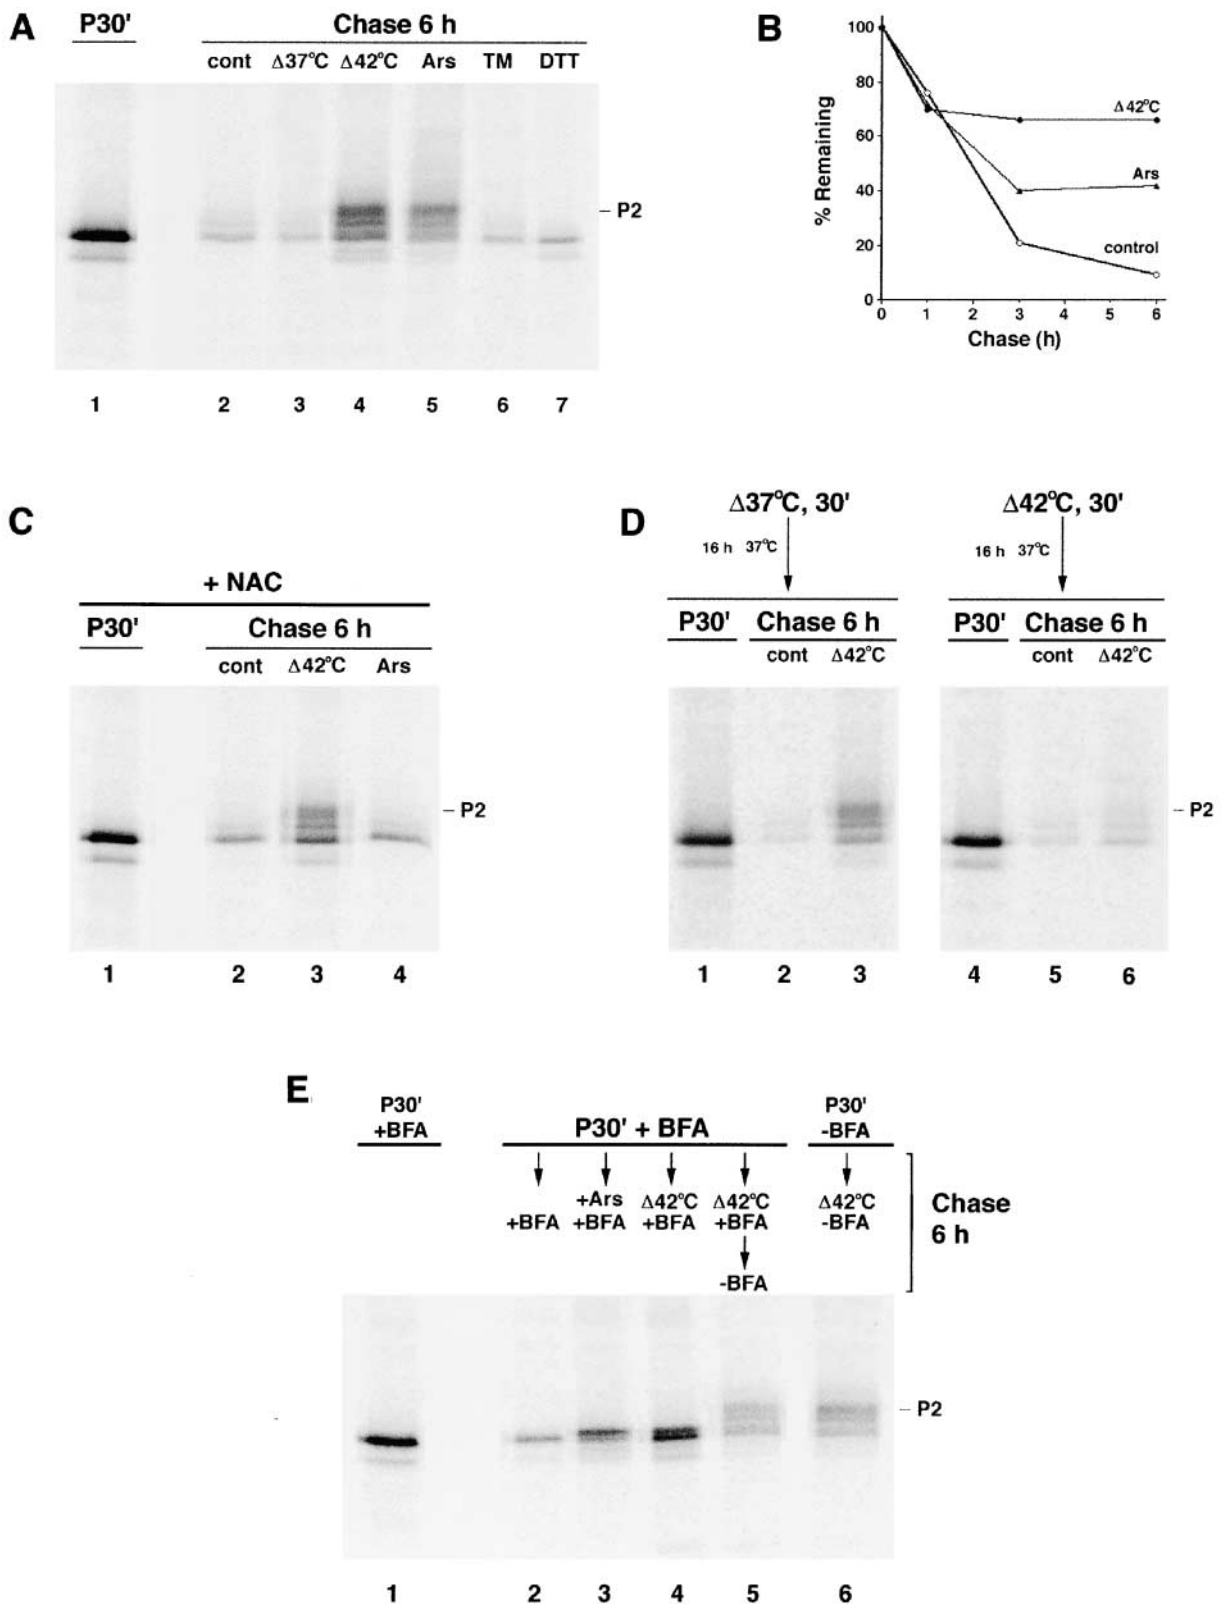 A
P30'
Chase 6 h
cont Δ37°C Δ42°C Ars TM DTT
P2
1 2 3 4 5 6 7
B
% Remaining
100
80
60
40
20
0
Δ42°C
Ars
control
0 1 2 3 4 5 6
Chase (h)
C
+ NAC
P30'
Chase 6 h
cont Δ42°C Ars
P2
1 2 3 4
D
Δ37°C, 30'
16 h 37°C
P30' Chase 6 h
cont Δ42°C
1 2 3
Δ42°C, 30'
16 h 37°C
P30' Chase 6 h
cont Δ42°C
P2
4 5 6
E
P30'
+BFA
P30' + BFA
P30'
-BFA
+Ars Δ42°C Δ42°C Δ42°C
+BFA +BFA +BFA +BFA -BFA
-BFA
Chase
6 h
P2
1 2 3 4 5 6